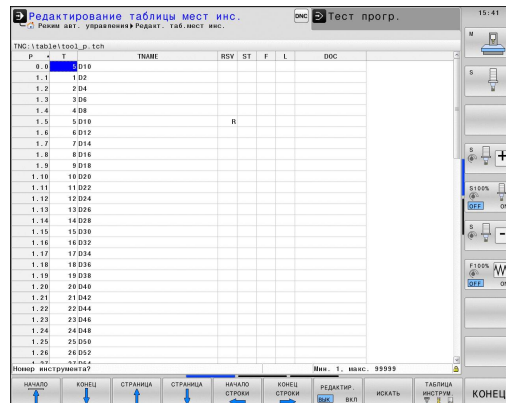 Редактирование таблицы мест инс.
DNC
Тест прогр.
15:41
Режим авт. управления▸Редакт. таб.мест инс.
TNC:\table\tool_p.tch
P T TNAME RSV ST F L DOC
0.0 5 D10
1.1 1 D2
1.2 2 D4
1.3 3 D6
1.4 4 D8
1.5 5 D10 R
1.6 6 D12
1.7 7 D14
1.8 8 D16
1.9 9 D18
1.10 10 D20
1.11 11 D22
1.12 12 D24
1.13 13 D26
1.14 14 D28
1.15 15 D30
1.16 16 D32
1.17 17 D34
1.18 18 D36
1.19 19 D38
1.20 20 D40
1.21 21 D42
1.22 22 D44
1.23 23 D46
1.24 24 D48
1.25 25 D50
1.26 26 D52
1.27 27 D54
Номер инструмента? Мин. 1, макс. 99999
M
S
S
S100%
OFF ON
S
F100%
OFF ON
НАЧАЛО
КОНЕЦ
СТРАНИЦА
СТРАНИЦА
НАЧАЛО
СТРОКИ
КОНЕЦ
СТРОКИ
РЕДАКТИР.
ВЫК ВКЛ
ИСКАТЬ
ТАБЛИЦА
ИНСТРУМ.
КОНЕЦ